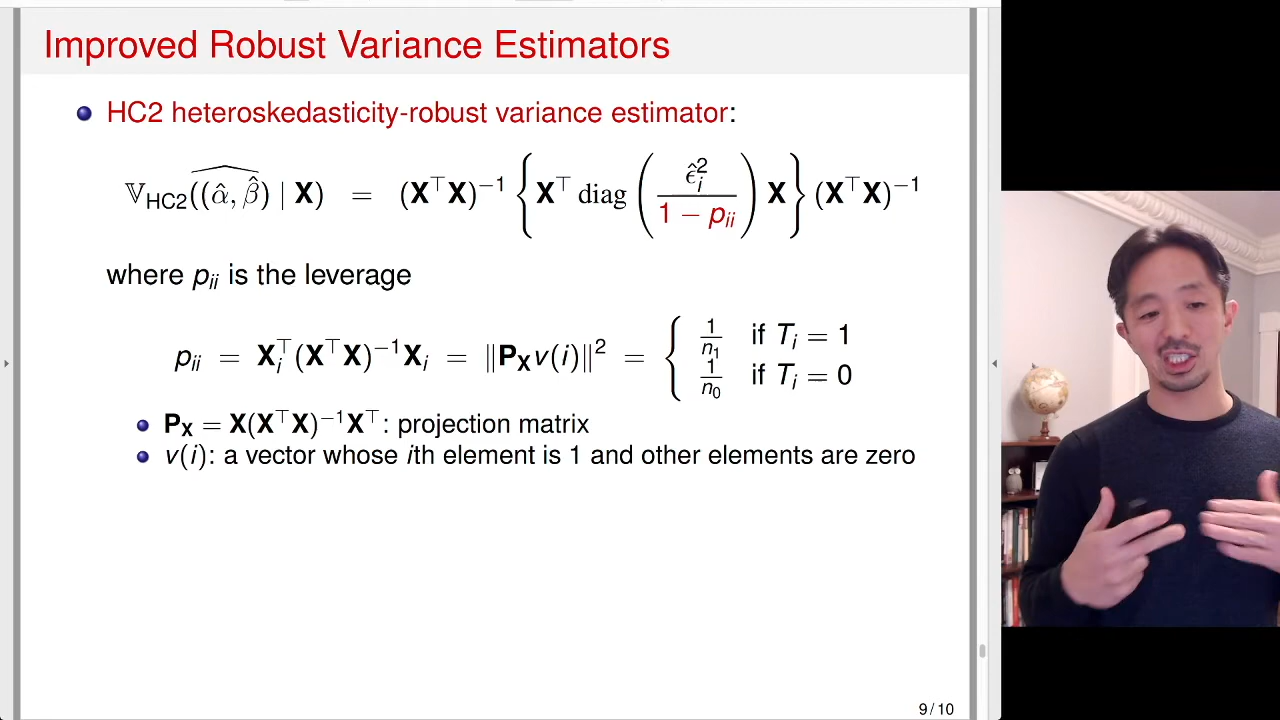 Improved Robust Variance Estimators
HC2 heteroskedasticity-robust variance estimator:
𝕍_HC2(\widehat{(α̂, β̂)} | X) = (X^⊤X)^{−1} { X^⊤ diag ( ε̂_i^2 / (1 − p_ii) ) X } (X^⊤X)^{−1}
where p_ii is the leverage
p_ii = X_i^⊤(X^⊤X)^{−1}X_i = ‖P_X v(i)‖^2 = { 1/n_1 if T_i = 1
1/n_0 if T_i = 0
P_X = X(X^⊤X)^{−1}X^⊤: projection matrix
v(i): a vector whose ith element is 1 and other elements are zero
9 / 10